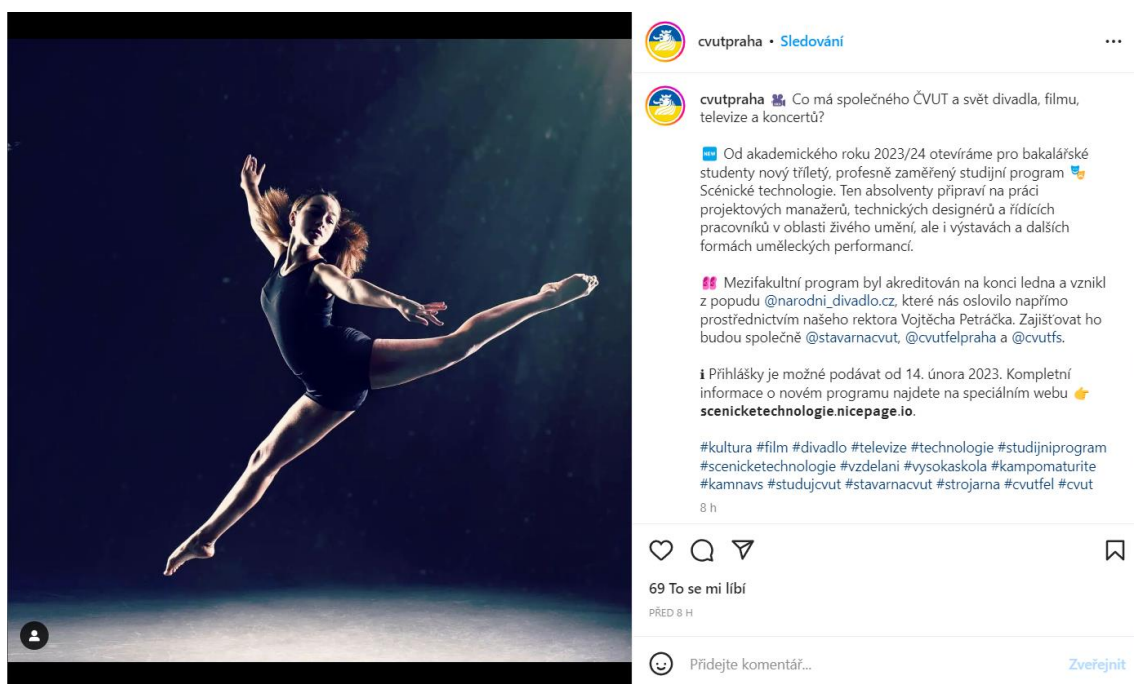 cvutpraha • Sledování
cvutpraha 🎥 Co má společného ČVUT a svět divadla, filmu,
televize a koncertů?
🆕 Od akademického roku 2023/24 otevíráme pro bakalářské
studenty nový tříletý, profesně zaměřený studijní program 🎭
Scénické technologie. Ten absolventy připraví na práci
projektových manažerů, technických designérů a řídících
pracovníků v oblasti živého umění, ale i výstavách a dalších
formách uměleckých performancí.
🩰 Mezifakultní program byl akreditován na konci ledna a vznikl
z popudu @narodni_divadlo.cz, které nás oslovilo napřímo
prostřednictvím našeho rektora Vojtěcha Petráčka. Zajišťovat ho
budou společně @stavarnacvut, @cvutfelpraha a @cvutfs.
ℹ Přihlášky je možné podávat od 14. února 2023. Kompletní
informace o novém programu najdete na speciálním webu 👉
scenicketechnologie.nicepage.io.
#kultura #film #divadlo #televize #technologie #studijniprogram
#scenicketechnologie #vzdelani #vysokaskola #kampomaturite
#kamnavs #studujcvut #stavarnacvut #strojarna #cvutfel #cvut
8 h
69 To se mi líbí
PŘED 8 H
Přidejte komentář...
Zveřejnit